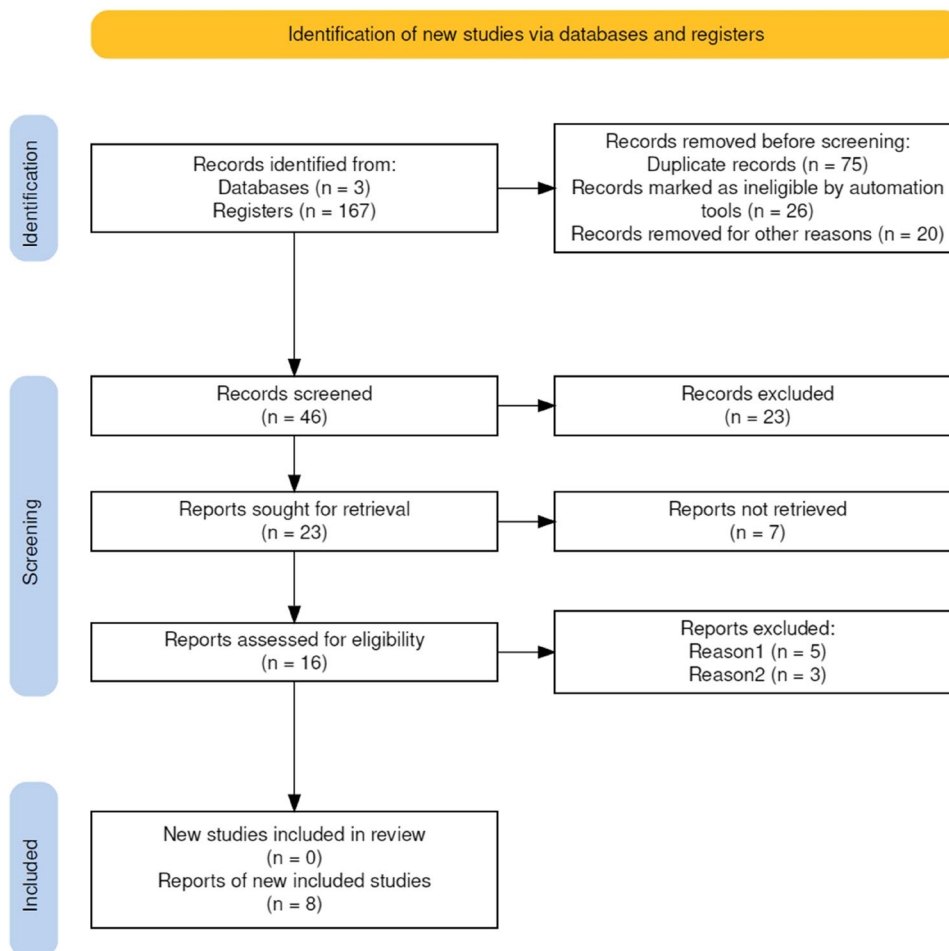 Identification of new studies via databases and registers
Identification
Records identified from:
Databases (n = 3)
Registers (n = 167)
Records removed before screening:
Duplicate records (n = 75)
Records marked as ineligible by automation
tools (n = 26)
Records removed for other reasons (n = 20)
Screening
Records screened
(n = 46)
Records excluded
(n = 23)
Reports sought for retrieval
(n = 23)
Reports not retrieved
(n = 7)
Reports assessed for eligibility
(n = 16)
Reports excluded:
Reason1 (n = 5)
Reason2 (n = 3)
Included
New studies included in review
(n = 0)
Reports of new included studies
(n = 8)